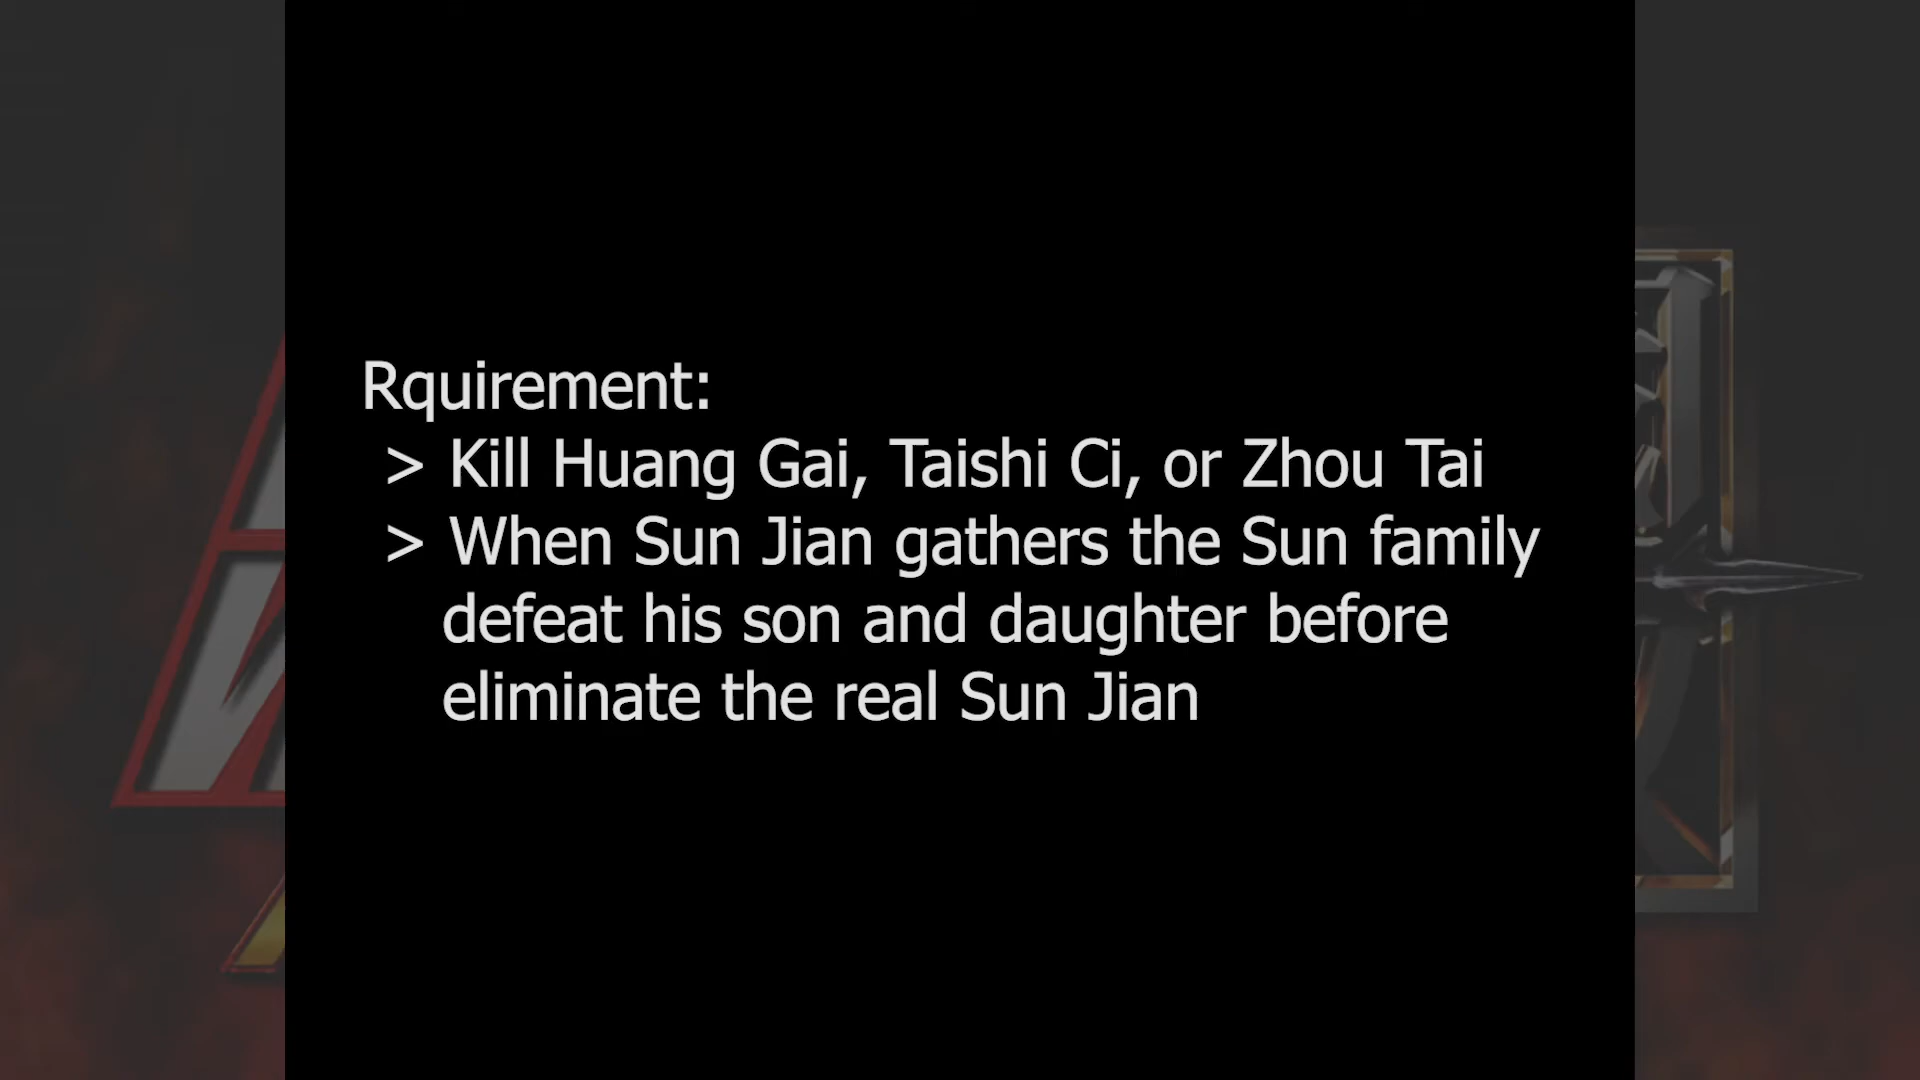 Rquirement:
> Kill Huang Gai, Taishi Ci, or Zhou Tai
> When Sun Jian gathers the Sun family
defeat his son and daughter before
eliminate the real Sun Jian